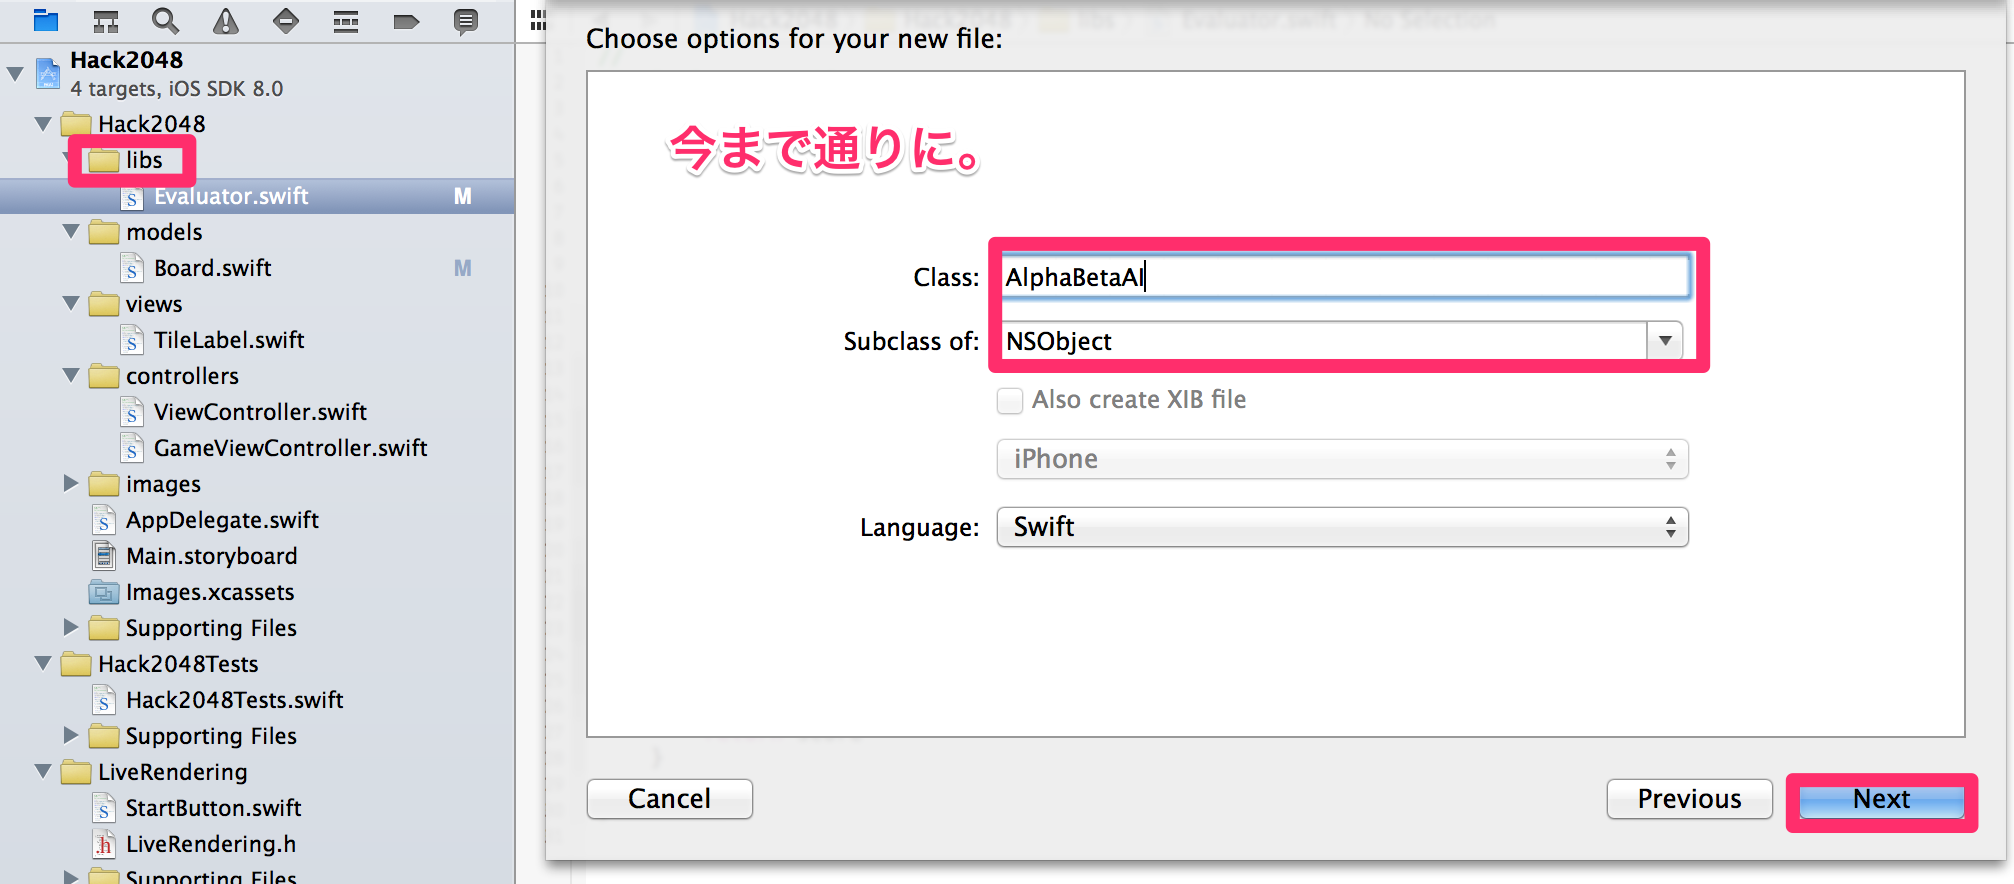 Hack2048
4 targets, iOS SDK 8.0
Hack2048
libs
Evaluator.swift M
models
Board.swift M
views
TileLabel.swift
controllers
ViewController.swift
GameViewController.swift
images
AppDelegate.swift
Main.storyboard
Images.xcassets
Supporting Files
Hack2048Tests
Hack2048Tests.swift
Supporting Files
LiveRendering
StartButton.swift
LiveRendering.h
Supporting Files
Choose options for your new file:
今まで通りに。
Class: AlphaBetaAI
Subclass of: NSObject
Also create XIB file
iPhone
Language: Swift
Cancel Previous Next